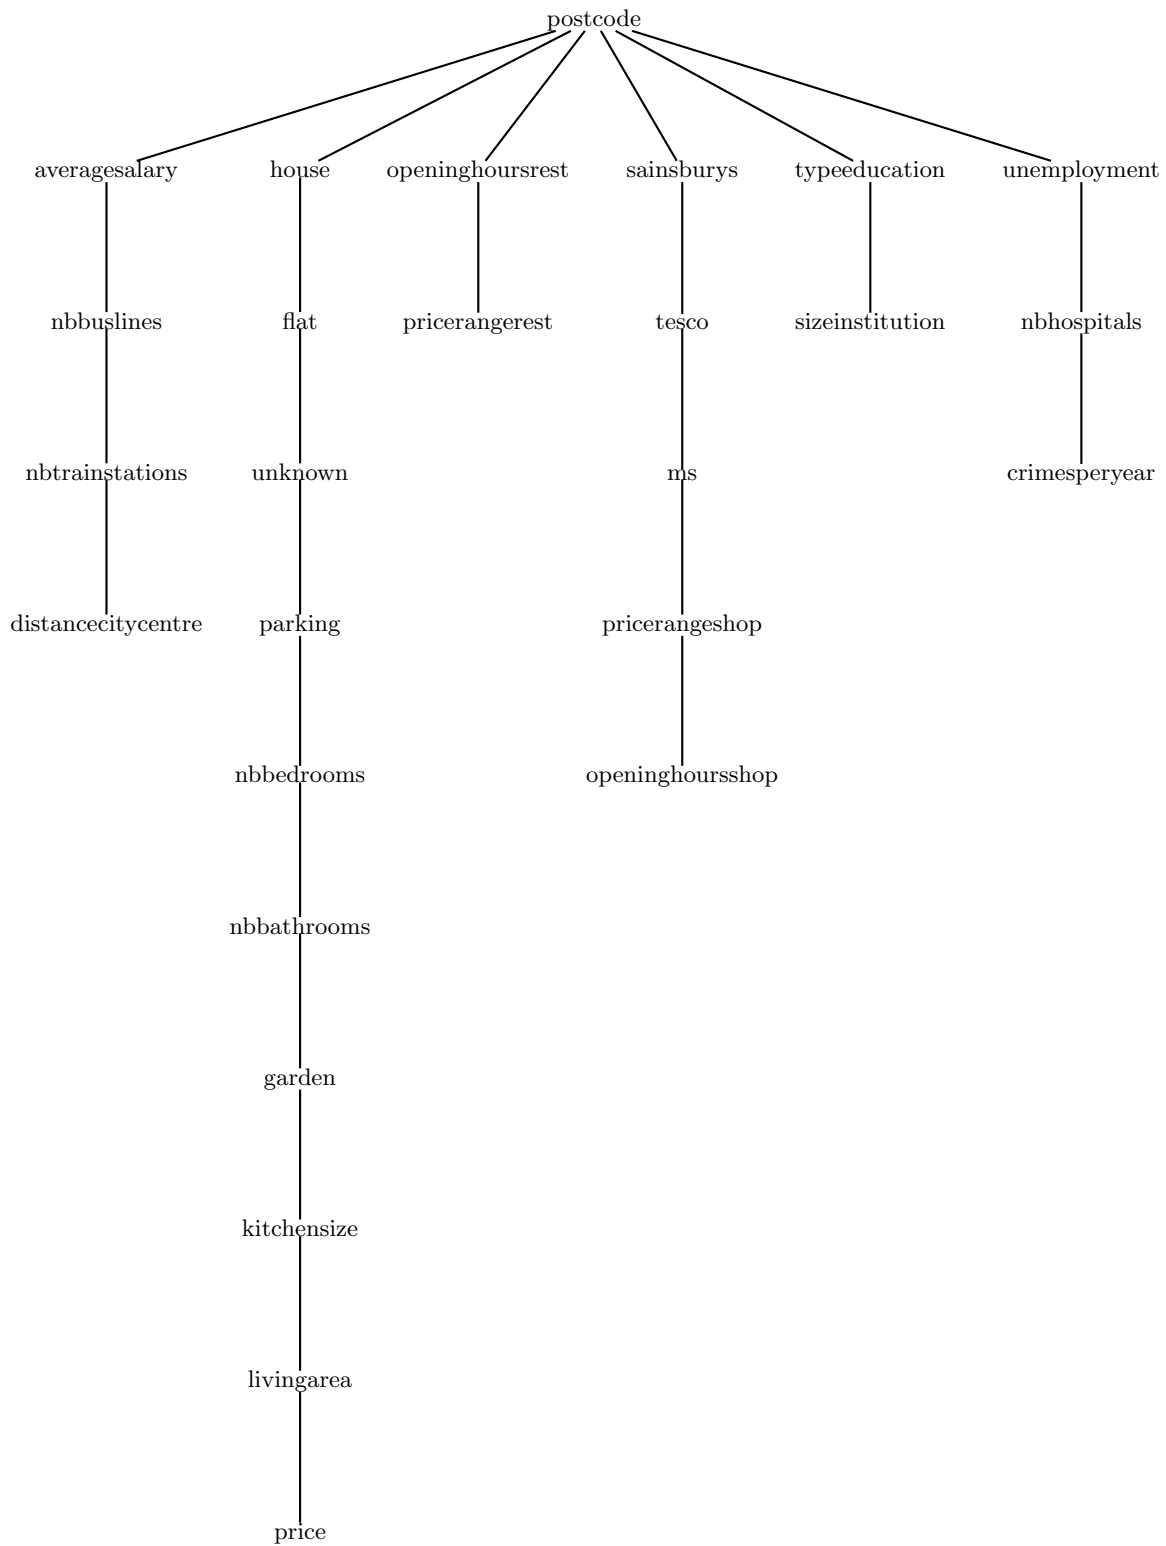 postcode
averagesalary house openinghoursrest sainsburys typeeducation unemployment
nbbuslines flat pricerangerest tesco sizeinstitution nbhospitals
nbtrainstations unknown ms crimesperyear
distancecitycentre parking pricerangeshop
nbbedrooms openinghoursshop
nbbathrooms
garden
kitchensize
livingarea
price